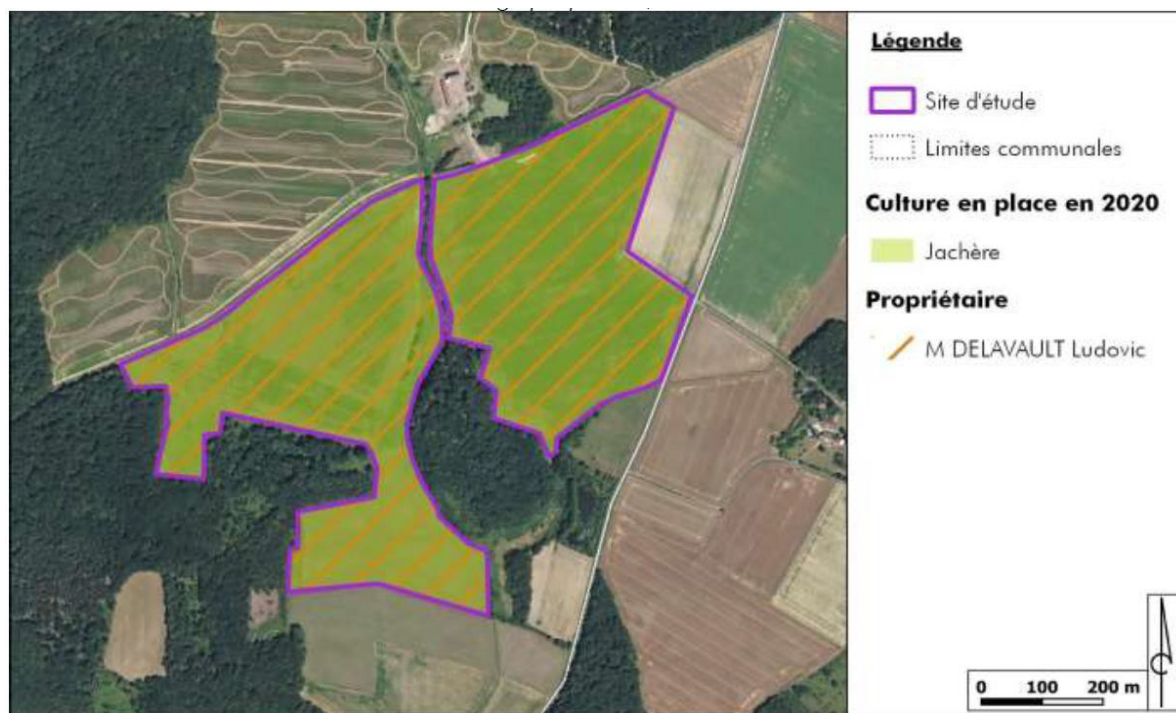 Légende
Site d'étude
Limites communales
Culture en place en 2020
Jachère
Propriétaire
M DELAVAULT Ludovic
0 100 200 m